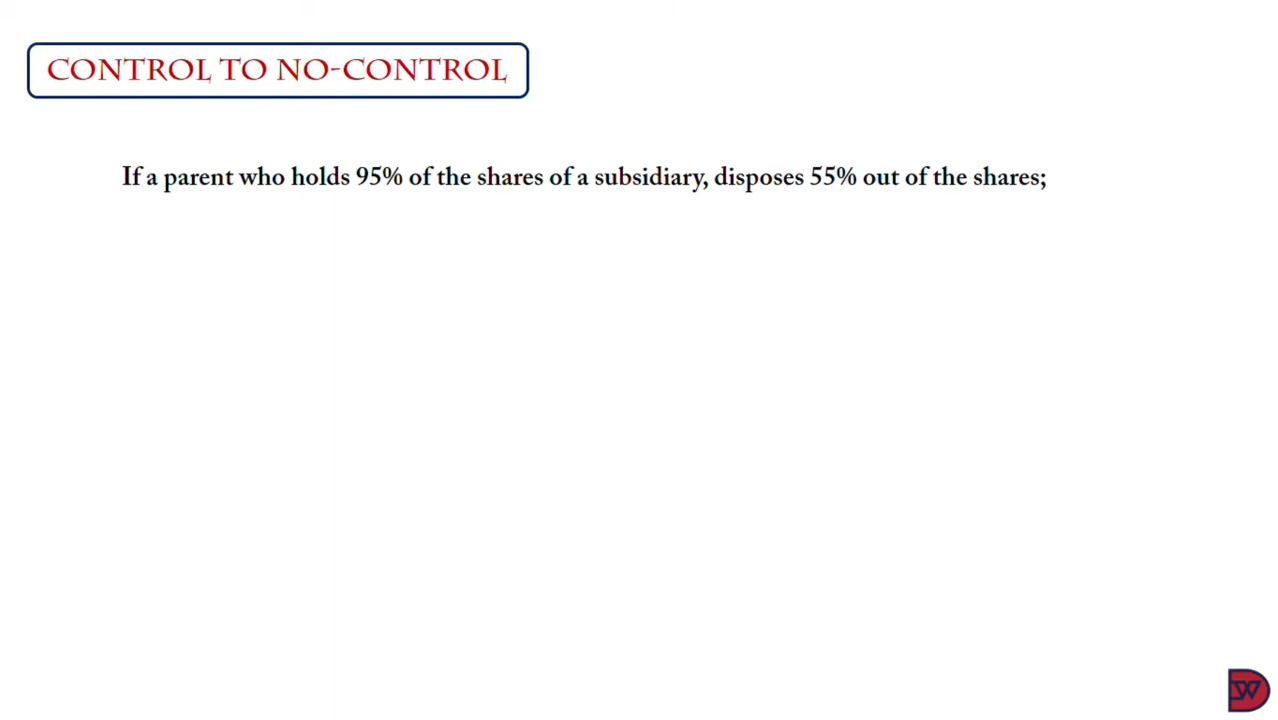 CONTROL TO NO-CONTROL
If a parent who holds 95% of the shares of a subsidiary, disposes 55% out of the shares;
DW